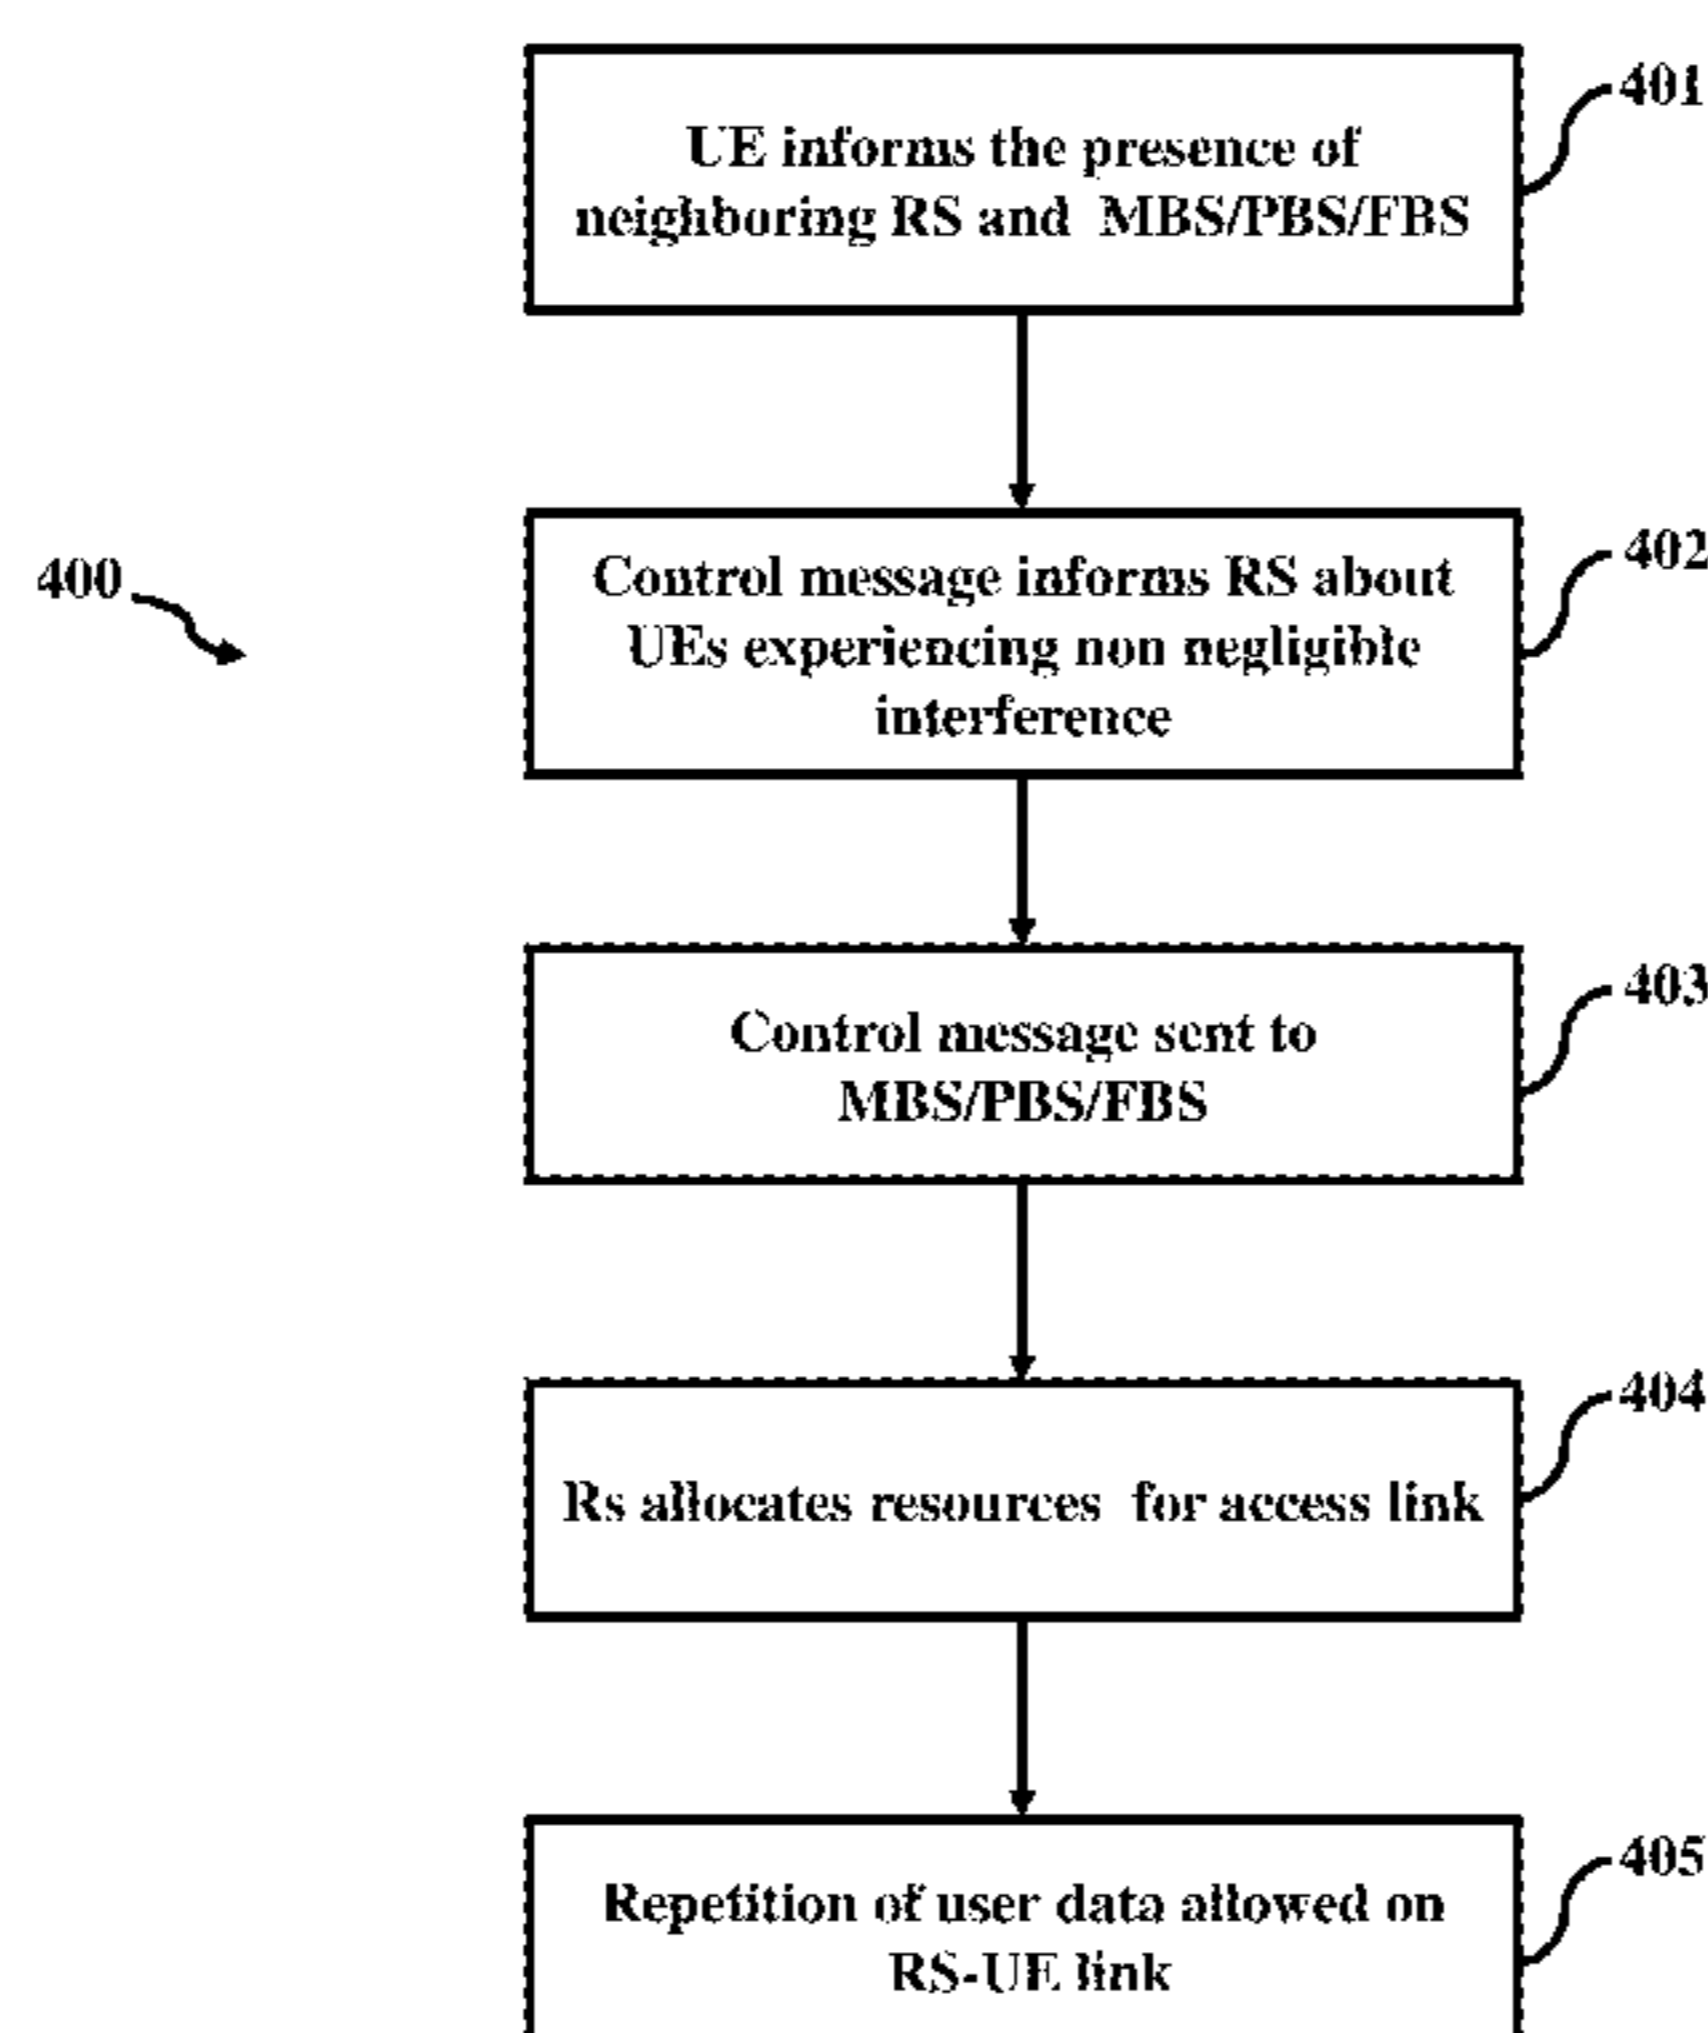 401
UE informs the presence of
neighboring RS and MBS/PBS/FBS
400
402
Control message informs RS about
UEs experiencing non negligible
interference
403
Control message sent to
MBS/PBS/FBS
404
Rs allocates resources for access link
405
Repetition of user data allowed on
RS-UE link